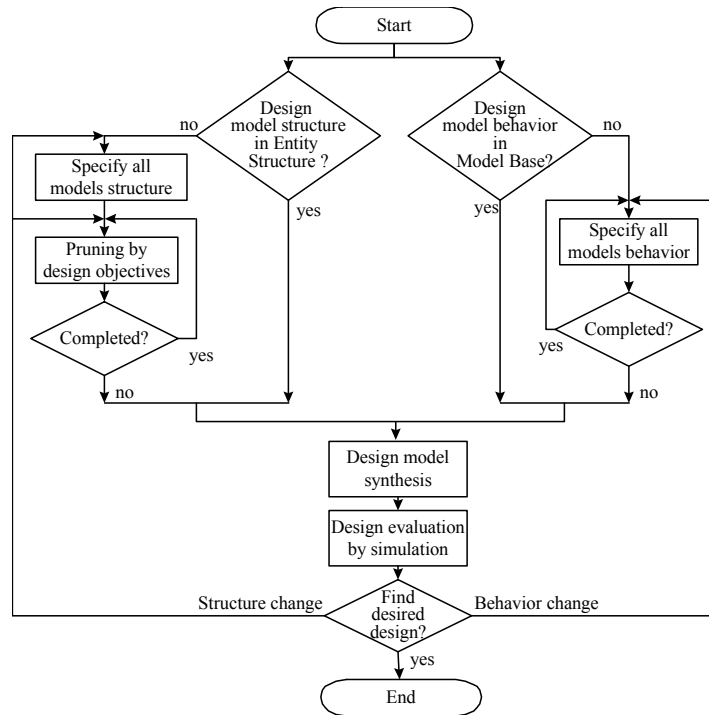 Start
Design
model structure
in Entity
Structure ?
no
yes
Design
model behavior
in
Model Base?
no
yes
Specify all
models structure
Pruning by
design objectives
Completed?
yes
no
Specify all
models behavior
Completed?
yes
no
Design model
synthesis
Design evaluation
by simulation
Structure change
Find
desired
design?
Behavior change
yes
End